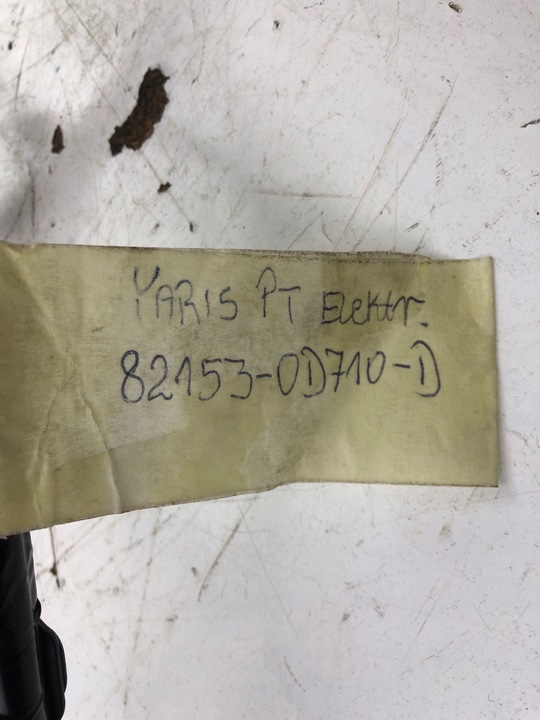 YARIS PT Elektr.
82153-0D710-D